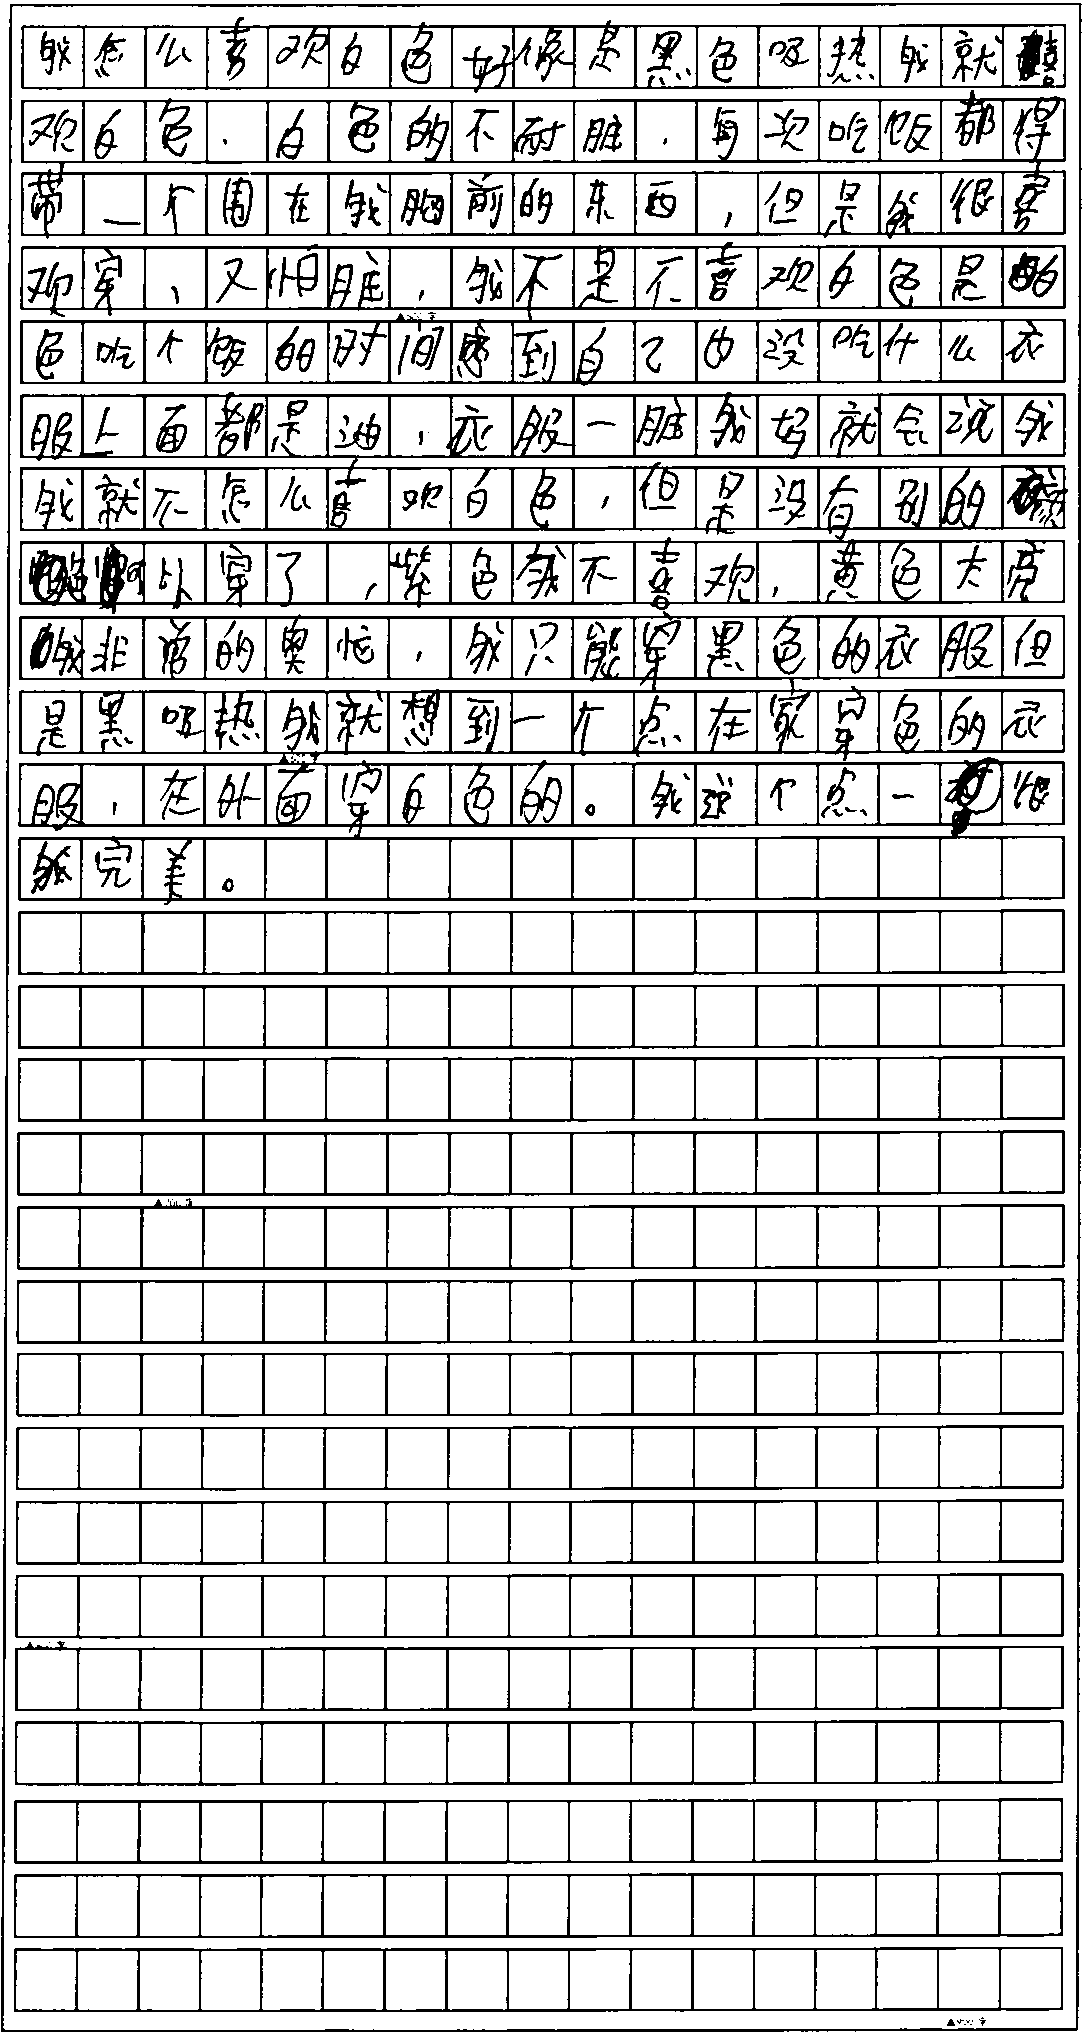 我怎么喜欢白色好像是黑色吸热我就喜
欢白色．白色的不耐脏．每次吃饭都得
带一个围在我胸前的东西，但是我很喜
欢穿，又怕脏，我不是不喜欢白色是白
色吃个饭的时间感到自己也没吃什么衣
服上面都是油，衣服一脏我妈就会说我
我就不怎么喜欢白色，但是没有别的
以穿了，紫色我不喜欢，黄色太亮
我非常的奥恼，我只能穿黑色的衣服但
是黑吸热我就想到一个点在家穿色的衣
服，在外面穿白色的。我这个点一很
然完美。